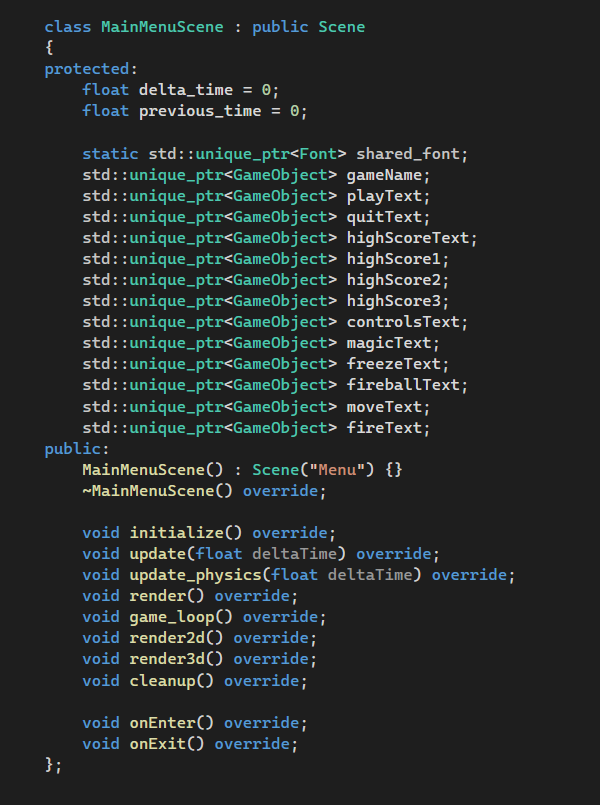 class MainMenuScene : public Scene
{
protected:
    float delta_time = 0;
    float previous_time = 0;

    static std::unique_ptr<Font> shared_font;
    std::unique_ptr<GameObject> gameName;
    std::unique_ptr<GameObject> playText;
    std::unique_ptr<GameObject> quitText;
    std::unique_ptr<GameObject> highScoreText;
    std::unique_ptr<GameObject> highScore1;
    std::unique_ptr<GameObject> highScore2;
    std::unique_ptr<GameObject> highScore3;
    std::unique_ptr<GameObject> controlsText;
    std::unique_ptr<GameObject> magicText;
    std::unique_ptr<GameObject> freezeText;
    std::unique_ptr<GameObject> fireballText;
    std::unique_ptr<GameObject> moveText;
    std::unique_ptr<GameObject> fireText;
public:
    MainMenuScene() : Scene("Menu") {}
    ~MainMenuScene() override;

    void initialize() override;
    void update(float deltaTime) override;
    void update_physics(float deltaTime) override;
    void render() override;
    void game_loop() override;
    void render2d() override;
    void render3d() override;
    void cleanup() override;

    void onEnter() override;
    void onExit() override;
};